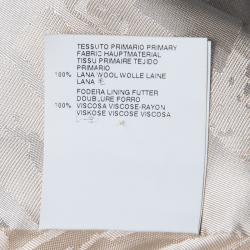 TESSUTO PRIMARIO PRIMARY
FABRIC HAUPTMATERIAL
TISSU PRIMAIRE TEJIDO
PRIMARIO
100% LANA WOOL WOLLE LAINE
LANA 毛
FODERA LINING FUTTER
DOUBLURE FORRO
100% VISCOSA VISCOSE-RAYON
VISKOSE VISCOSE VISCOSA